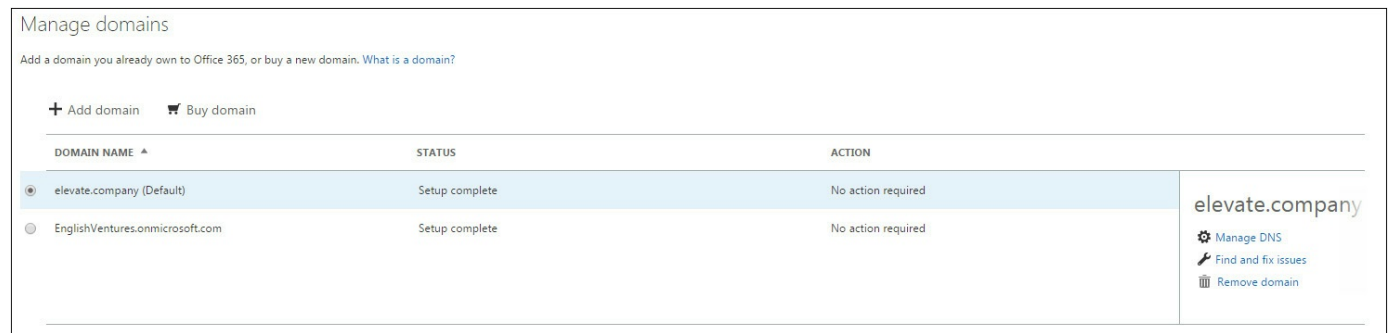 Manage domains
Add a domain you already own to Office 365, or buy a new domain. What is a domain?
Add domain Buy domain
DOMAIN NAME STATUS ACTION
elevate.company (Default) Setup complete No action required
EnglishVentures.onmicrosoft.com Setup complete No action required
elevate.company
Manage DNS
Find and fix issues
Remove domain